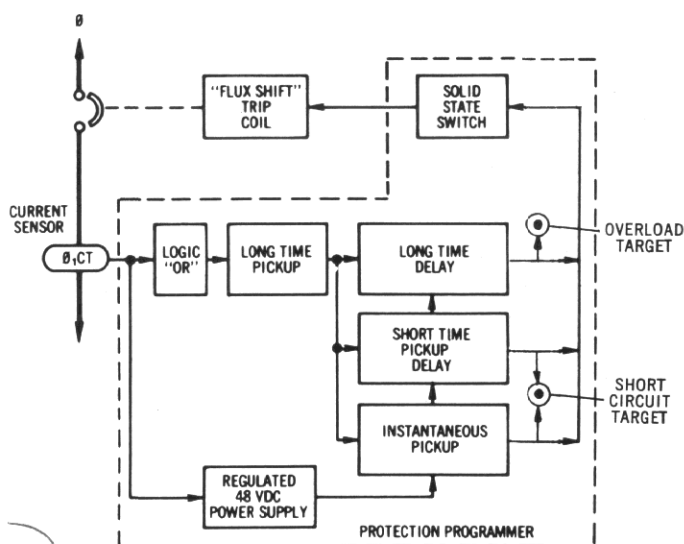 Ø
"FLUX SHIFT"
TRIP
COIL
SOLID
STATE
SWITCH
CURRENT
SENSOR
Ø,CT
LOGIC
"OR"
LONG TIME
PICKUP
LONG TIME
DELAY
OVERLOAD
TARGET
SHORT TIME
PICKUP
DELAY
SHORT
CIRCUIT
TARGET
INSTANTANEOUS
PICKUP
REGULATED
48 VDC
POWER SUPPLY
PROTECTION PROGRAMMER